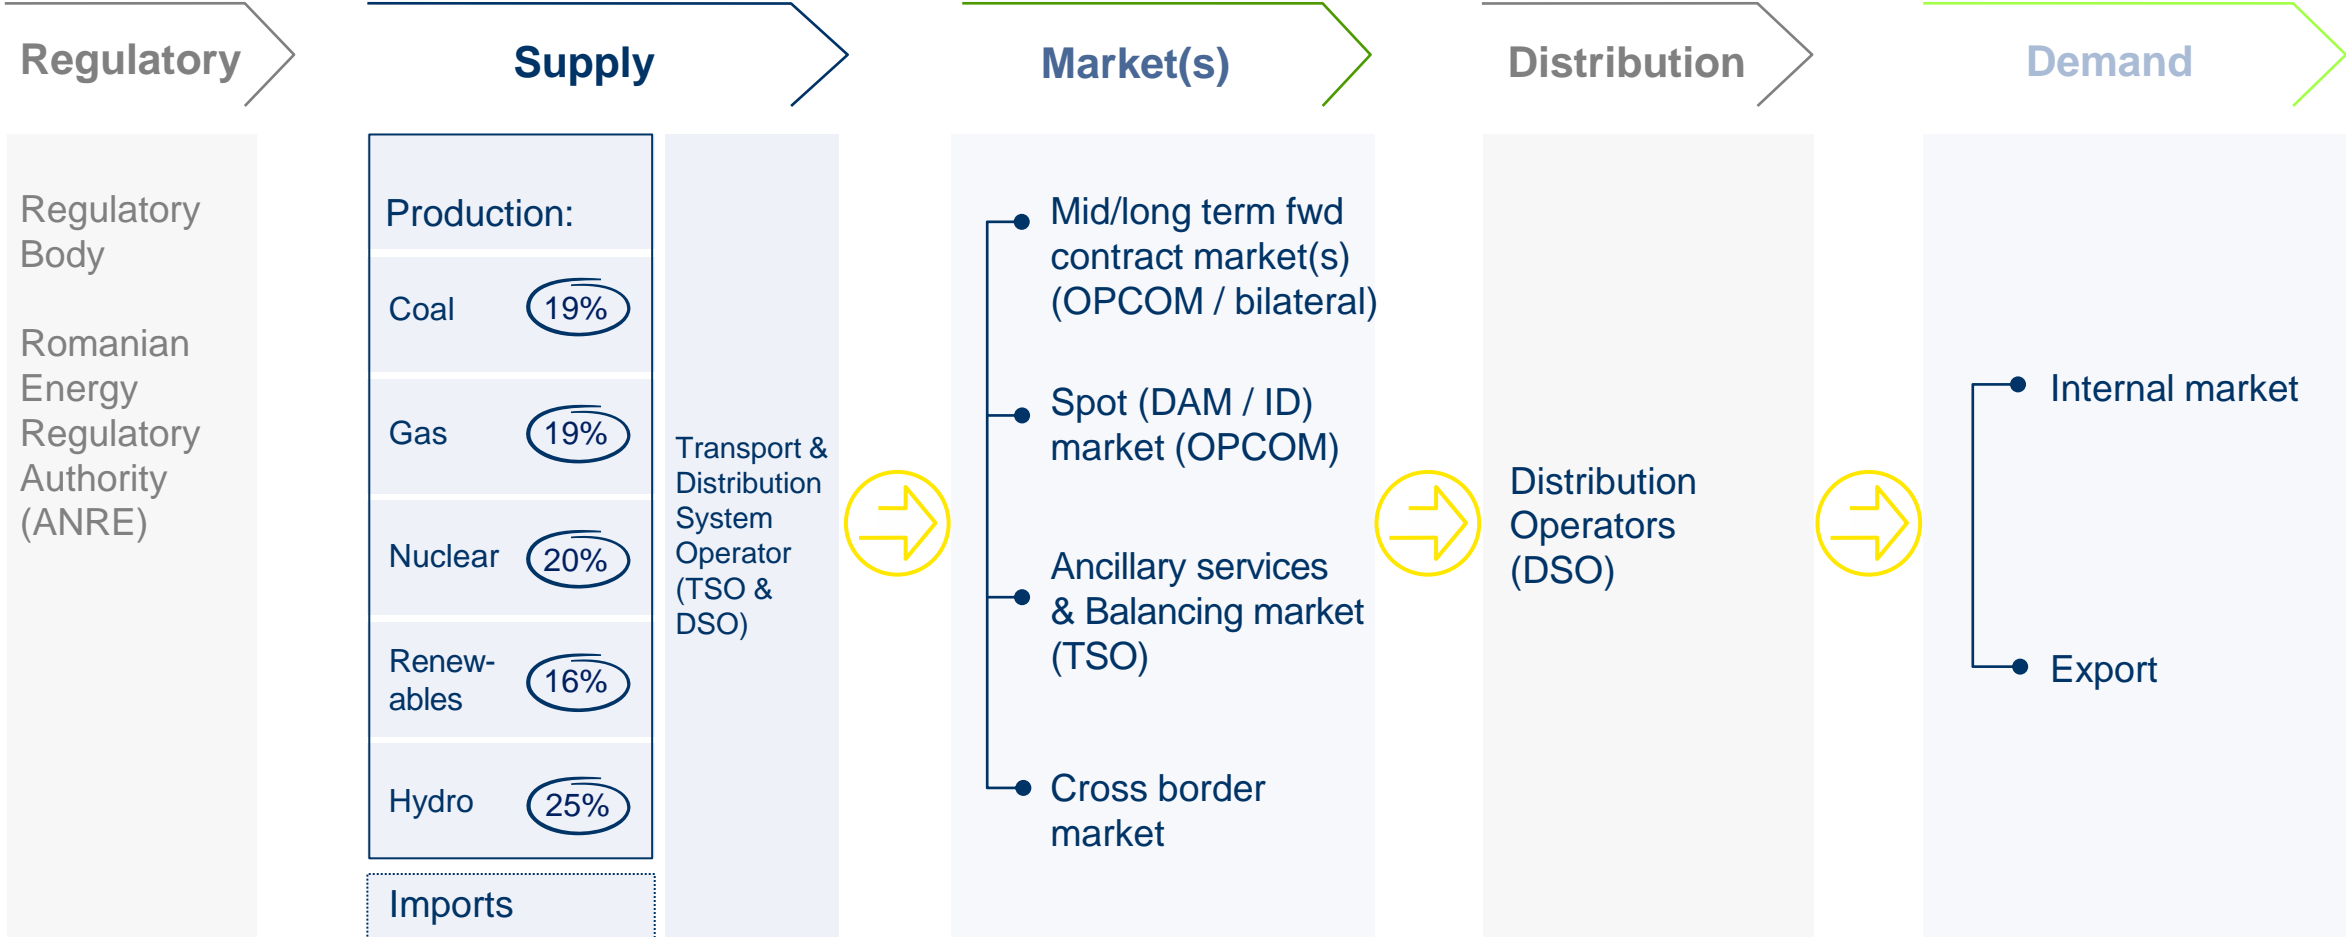 Regulatory
Supply
Market(s)
Distribution
Demand
Regulatory
Body
Romanian
Energy
Regulatory
Authority
(ANRE)
Production:
Coal 19%
Gas 19%
Nuclear 20%
Renew-
ables 16%
Hydro 25%
Imports
Transport &
Distribution
System
Operator
(TSO &
DSO)
Mid/long term fwd
contract market(s)
(OPCOM / bilateral)
Spot (DAM / ID)
market (OPCOM)
Ancillary services
& Balancing market
(TSO)
Cross border
market
Distribution
Operators
(DSO)
Internal market
Export